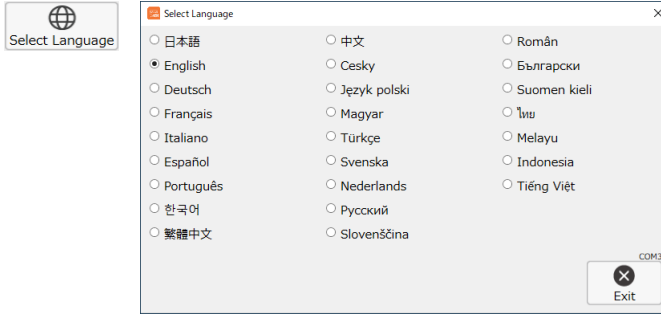 Select Language
Select Language
日本語
English
Deutsch
Français
Italiano
Español
Português
한국어
繁體中文
中文
Cesky
Język polski
Magyar
Türkçe
Svenska
Nederlands
Русский
Slovenščina
Român
Български
Suomen kieli
ไทย
Melayu
Indonesia
Tiếng Việt
COM3
Exit